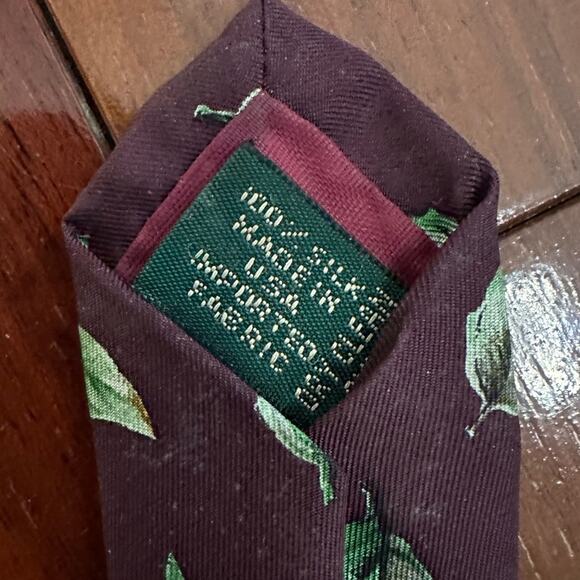 100% SILK
MADE IN
USA
IMPORTED
FABRIC
DRY CLEAN